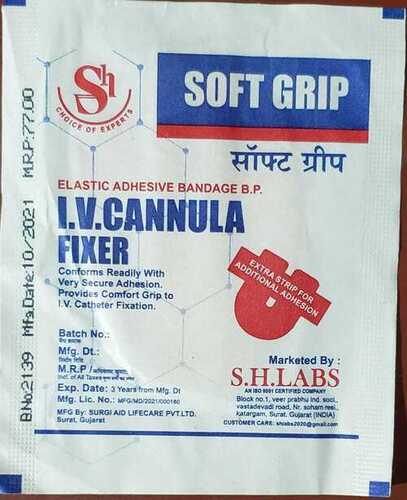 Sh
CHOICE OF EXPERTS
SOFT GRIP
सॉफ्ट ग्रीप
ELASTIC ADHESIVE BANDAGE B.P.
I.V.CANNULA
FIXER
Conforms Readily With
Very Secure Adhesion.
Provides Comfort Grip to
I.V. Catheter Fixation.
EXTRA STRIP FOR
ADDITIONAL ADHESION
Batch No.:
Mfg. Dt.:
M.R.P./
Incl. of All Taxes
Exp. Date: 3 Years from Mfg. Dt
Mfg. Lic. No.: MFG/MD/2021/000160
MFG By: SURGI AID LIFECARE PVT.LTD.
Surat, Gujarat
Marketed By :
S.H.LABS
AN ISO 9001 CERTIFIED COMPANY
Block no.1, veer prabhu ind. soci.,
vastadevadi road, Nr. soham resi.,
katargam, Surat. Gujarat (INDIA)
CUSTOMER CARE: shlabs2020@gmail.com
B.No:2139 Mfg.Date:10/2021 M.R.P:77.00